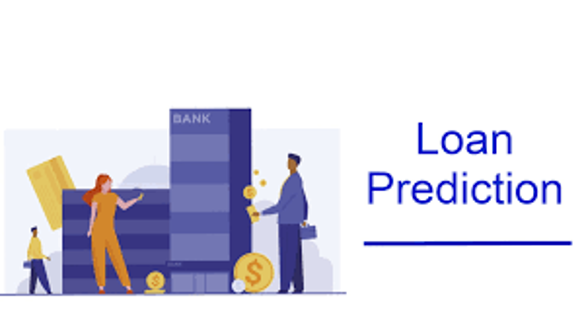 BANK
Loan
Prediction
$
$